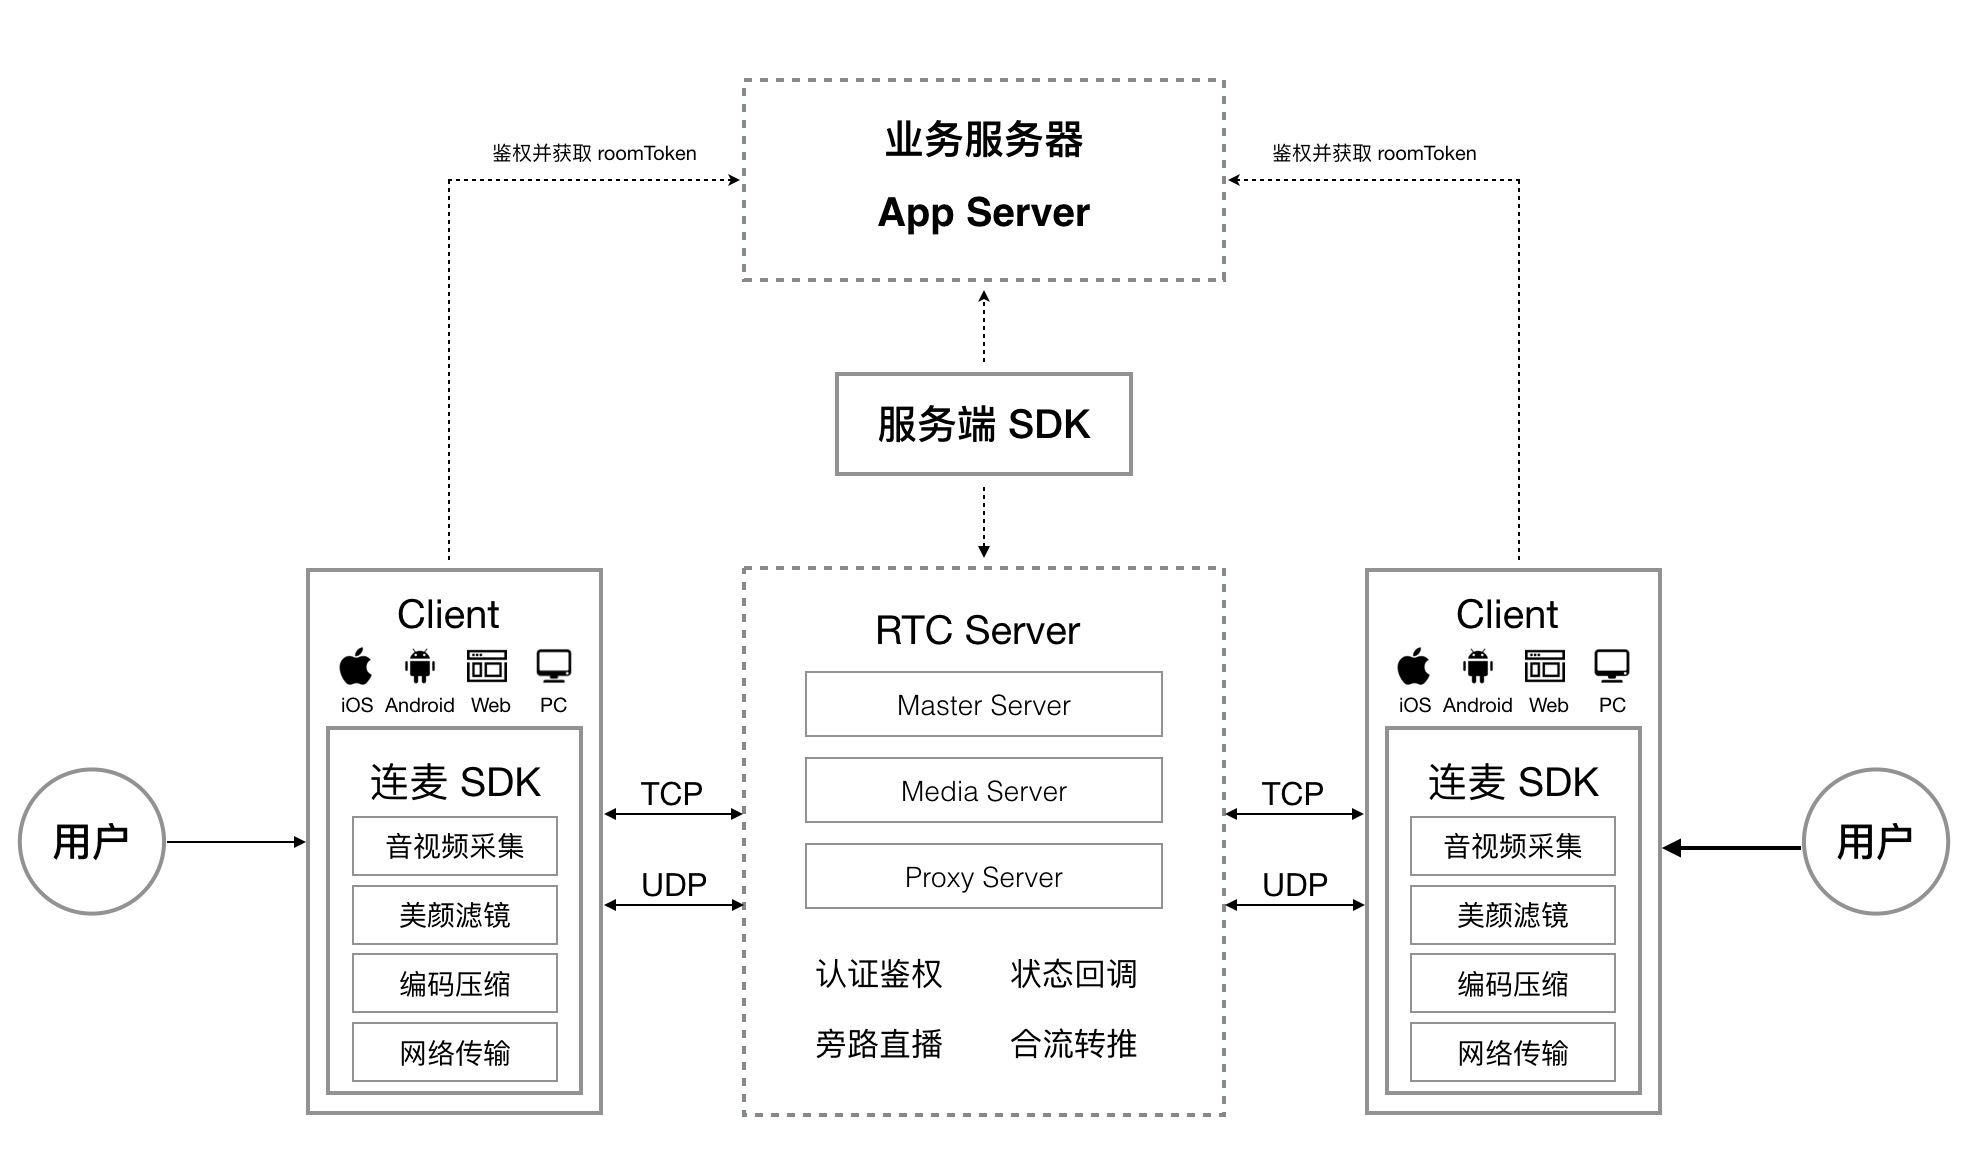 业务服务器
App Server
鉴权并获取 roomToken
鉴权并获取 roomToken
服务端 SDK
用户
Client
iOS Android Web PC
连麦 SDK
音视频采集
美颜滤镜
编码压缩
网络传输
TCP
UDP
RTC Server
Master Server
Media Server
Proxy Server
认证鉴权 状态回调
旁路直播 合流转推
TCP
UDP
Client
iOS Android Web PC
连麦 SDK
音视频采集
美颜滤镜
编码压缩
网络传输
用户